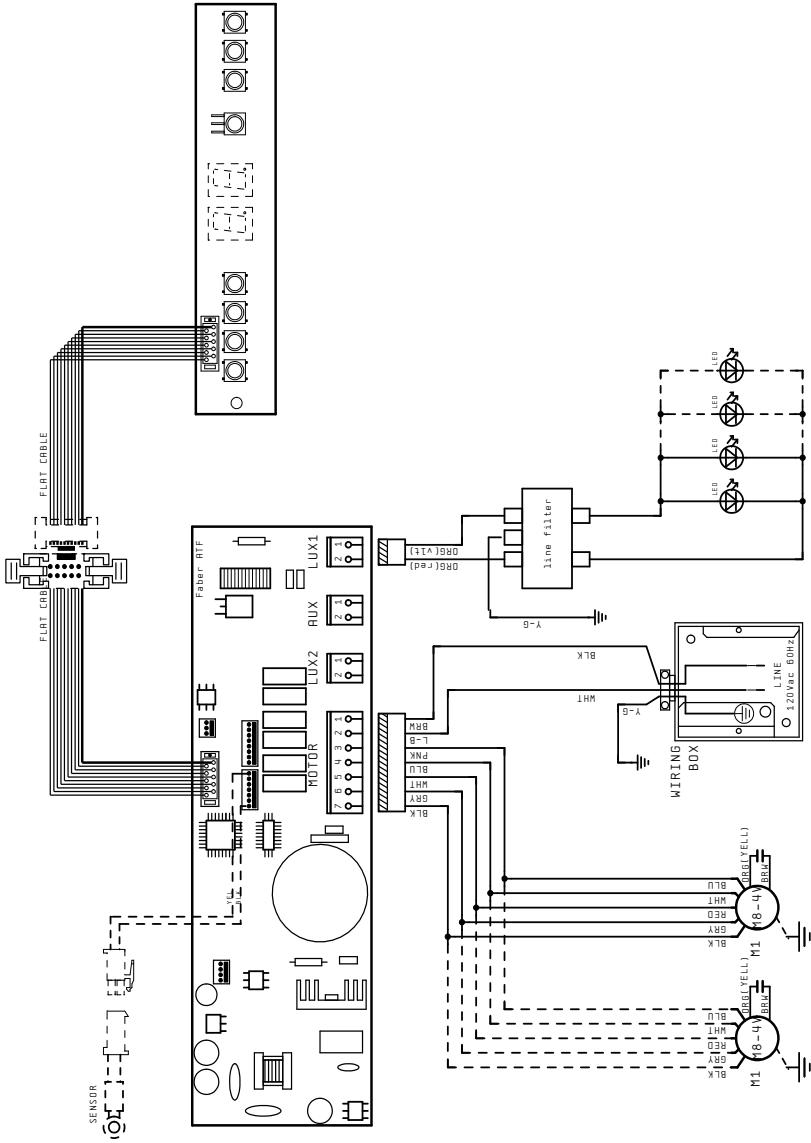 FLAT CABLE
FLAT CAB
Faber ATF
LUX1
1
2
AUX
1
2
LUX2
1
2
MOTOR
1
2
3
4
5
6
7
ORG(vlt)
ORG(red)
line filter
Y-G
LED
LED
LED
LED
BLK
WHT
Y-G
LINE
120Vac 60Hz
WIRING
BOX
BRW
L-B
PNK
BLU
WHT
GRY
BLK
YEL
SENSOR
BLU
WHT
RED
GRY
BLK
ORG(YELL)
BRW
M1 M8-4V
BLU
WHT
RED
GRY
BLK
ORG(YELL)
BRW
M1 M8-4V